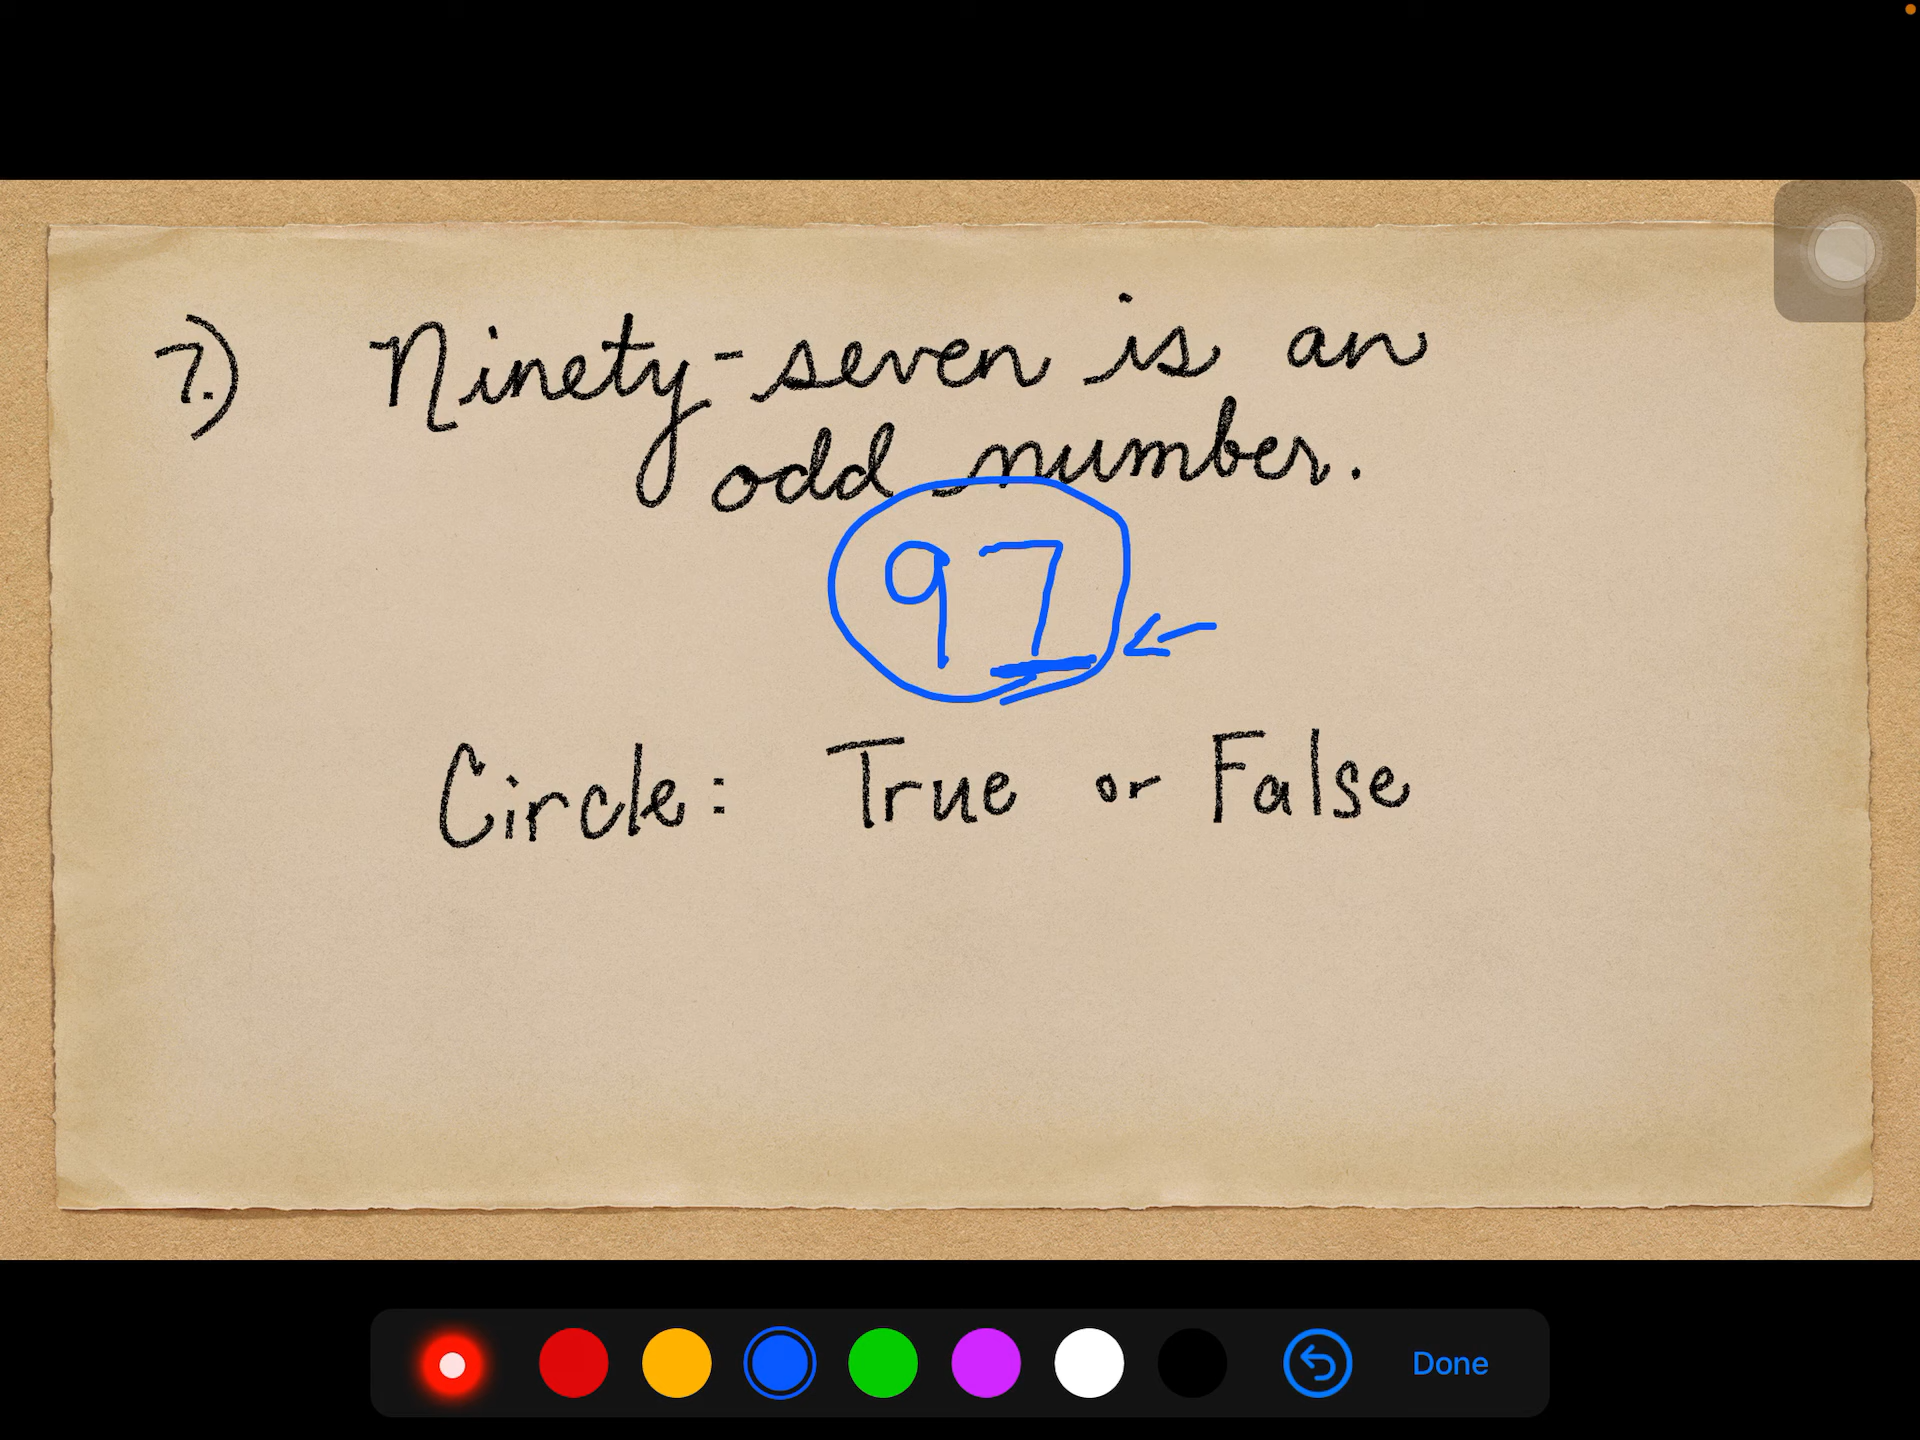 7.) Ninety-seven is an
odd number.
97
Circle: True or False
Done